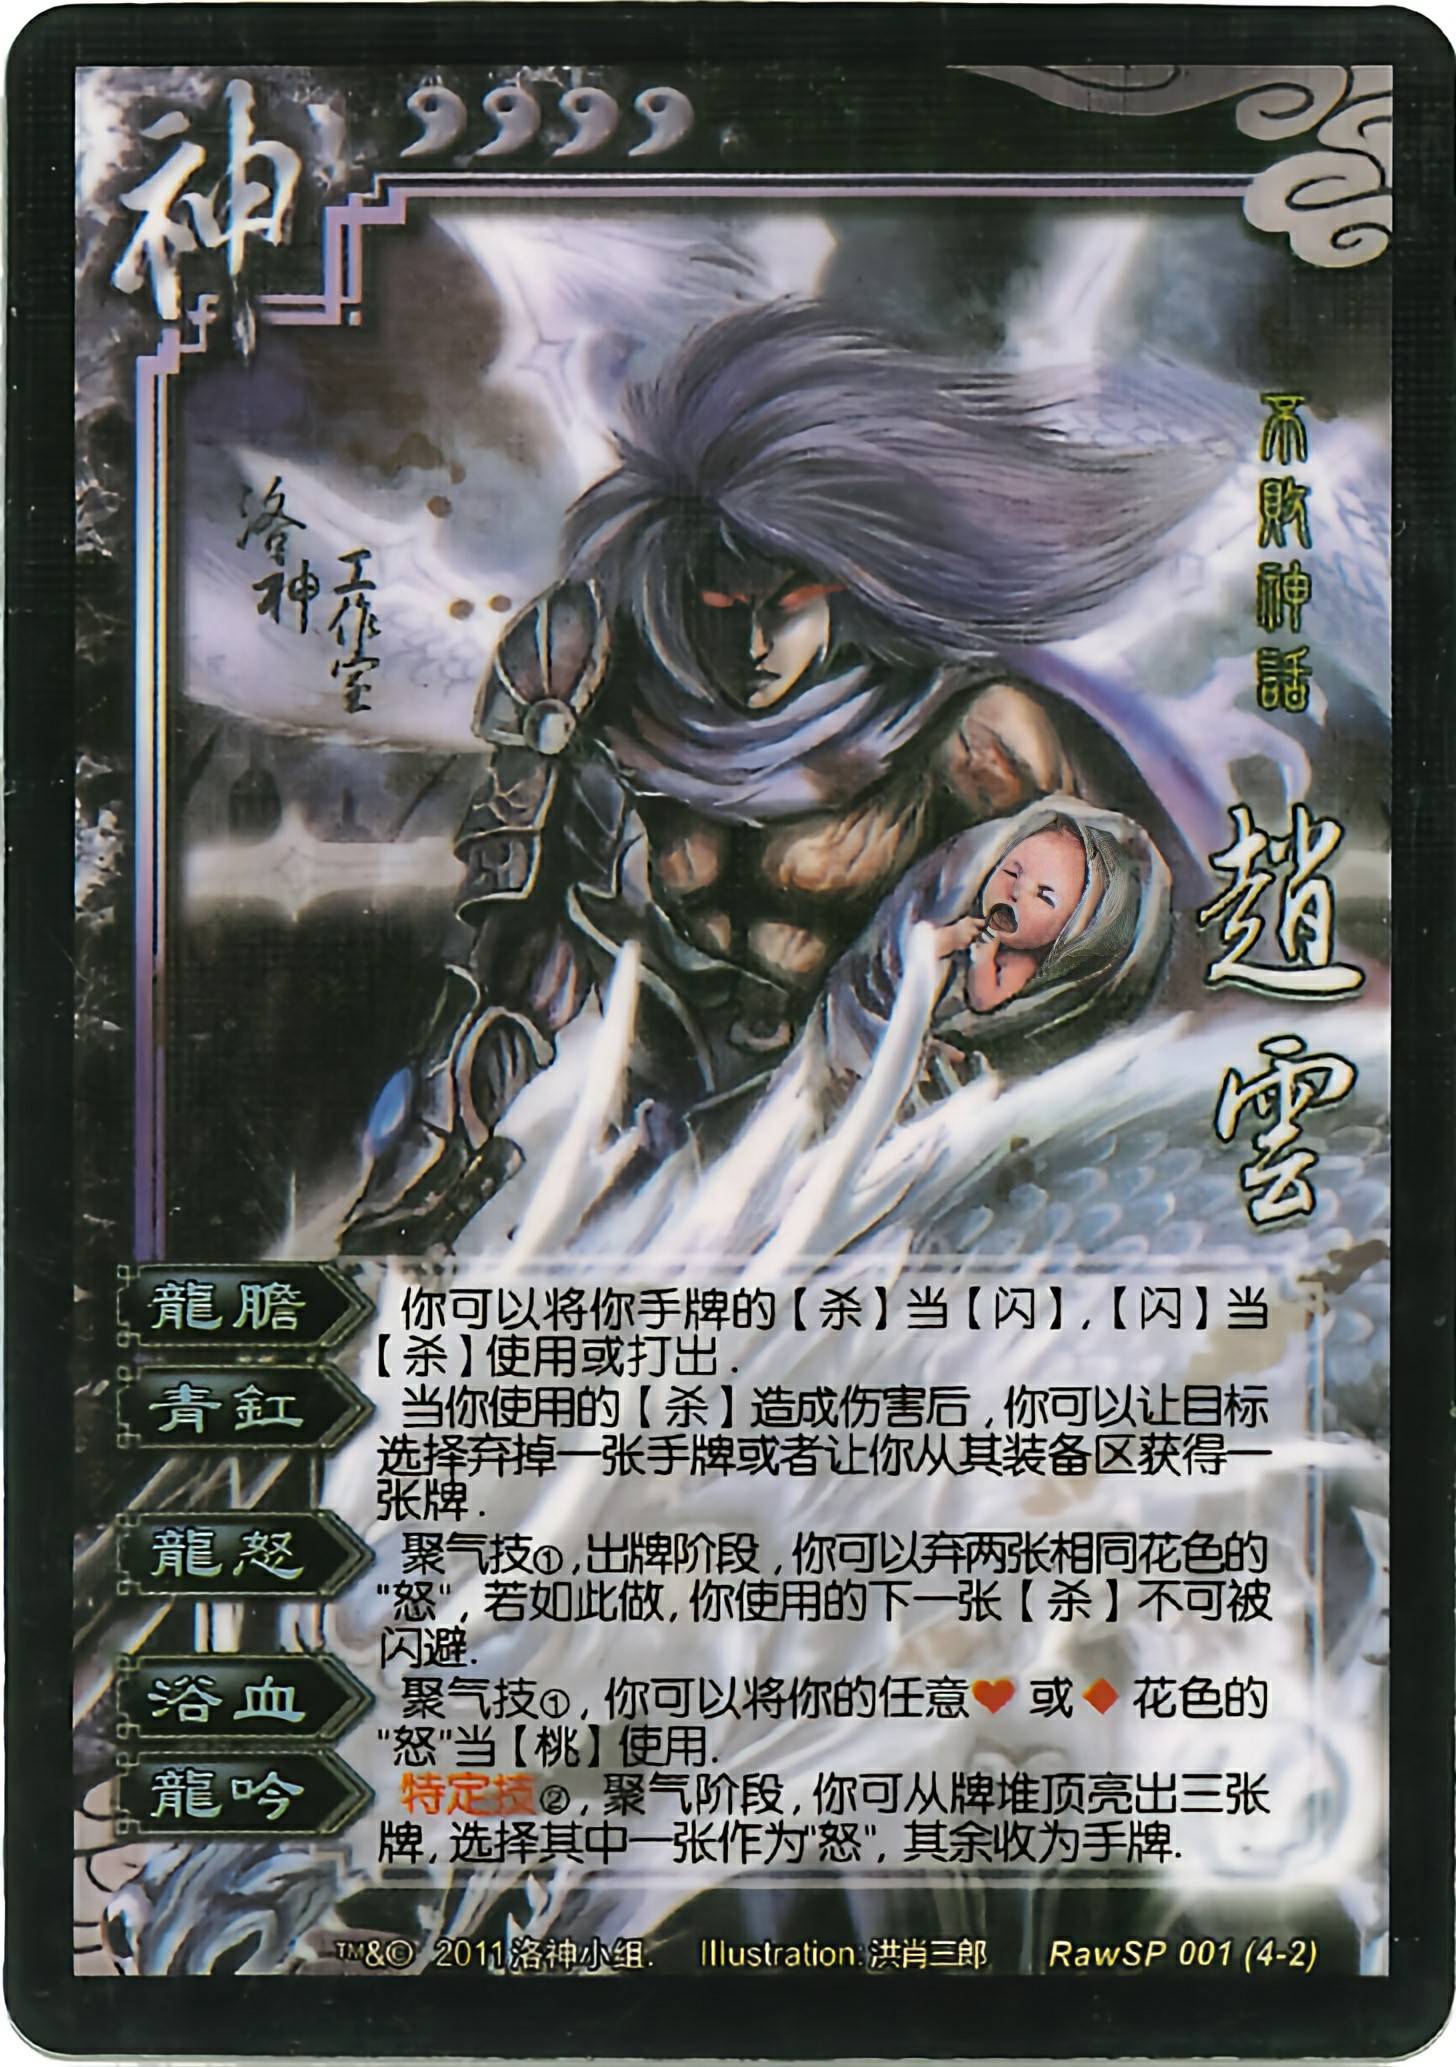 神
不敗神話
趙雲
洛神
工作室
龍膽
你可以将你手牌的【杀】当【闪】,【闪】当
【杀】使用或打出.
青釭
当你使用的【杀】造成伤害后,你可以让目标
选择弃掉一张手牌或者让你从其装备区获得一
张牌.
龍怒
聚气技①,出牌阶段,你可以弃两张相同花色的
"怒",若如此做,你使用的下一张【杀】不可被
闪避.
浴血
聚气技①,你可以将你的任意♥或♦花色的
"怒"当【桃】使用.
龍吟
特定技②,聚气阶段,你可从牌堆顶亮出三张
牌,选择其中一张作为"怒",其余收为手牌.
™&© 2011洛神小组. Illustration:洪肖三郎 RawSP 001 (4-2)